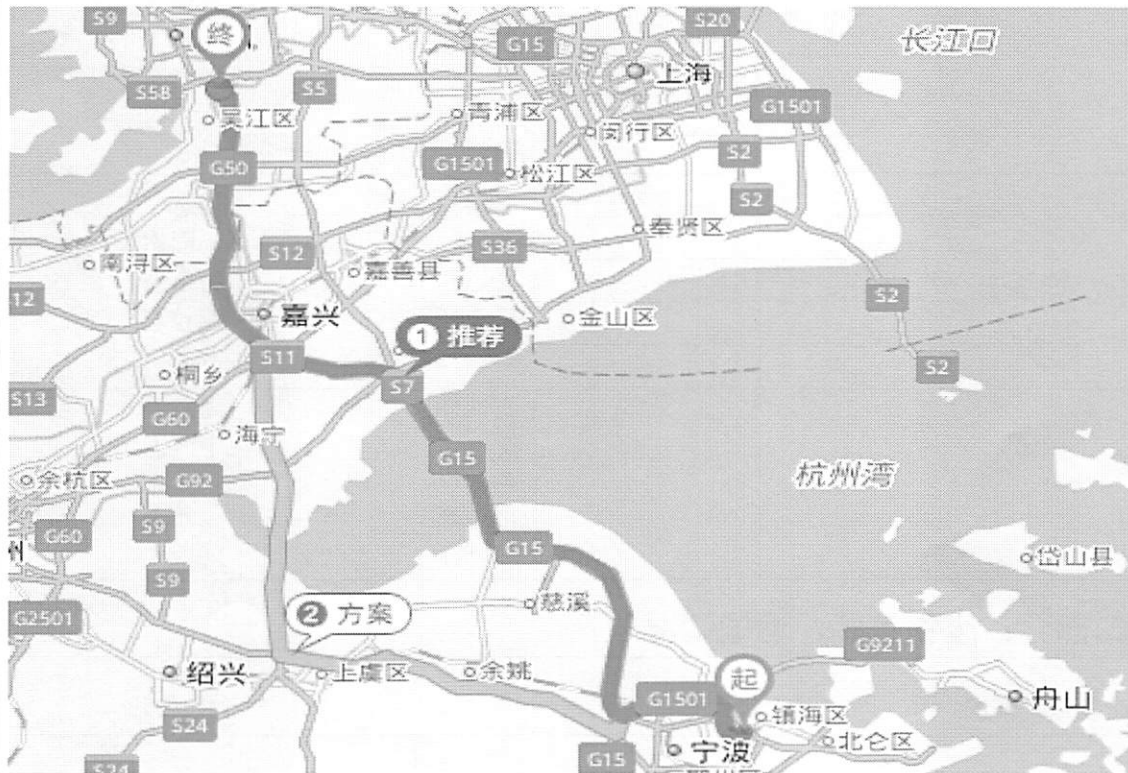 S9
终
G15
S20
长江口
上海
S58
S5
G1501
吴江区
青浦区
闵行区
G50
G1501
松江区
S2
S2
奉贤区
S12
S36
南浔区
嘉善县
12
S2
嘉兴
金山区
1 推荐
S11
S2
桐乡
S7
S13
G60
海宁
G15
余杭区
G92
杭州湾
S9
G60
G15
州
岱山县
S9
慈溪
G2501
2 方案
G9211
绍兴
上虞区
余姚
起
G1501
舟山
镇海区
S24
宁波
北仑区
G15
S24